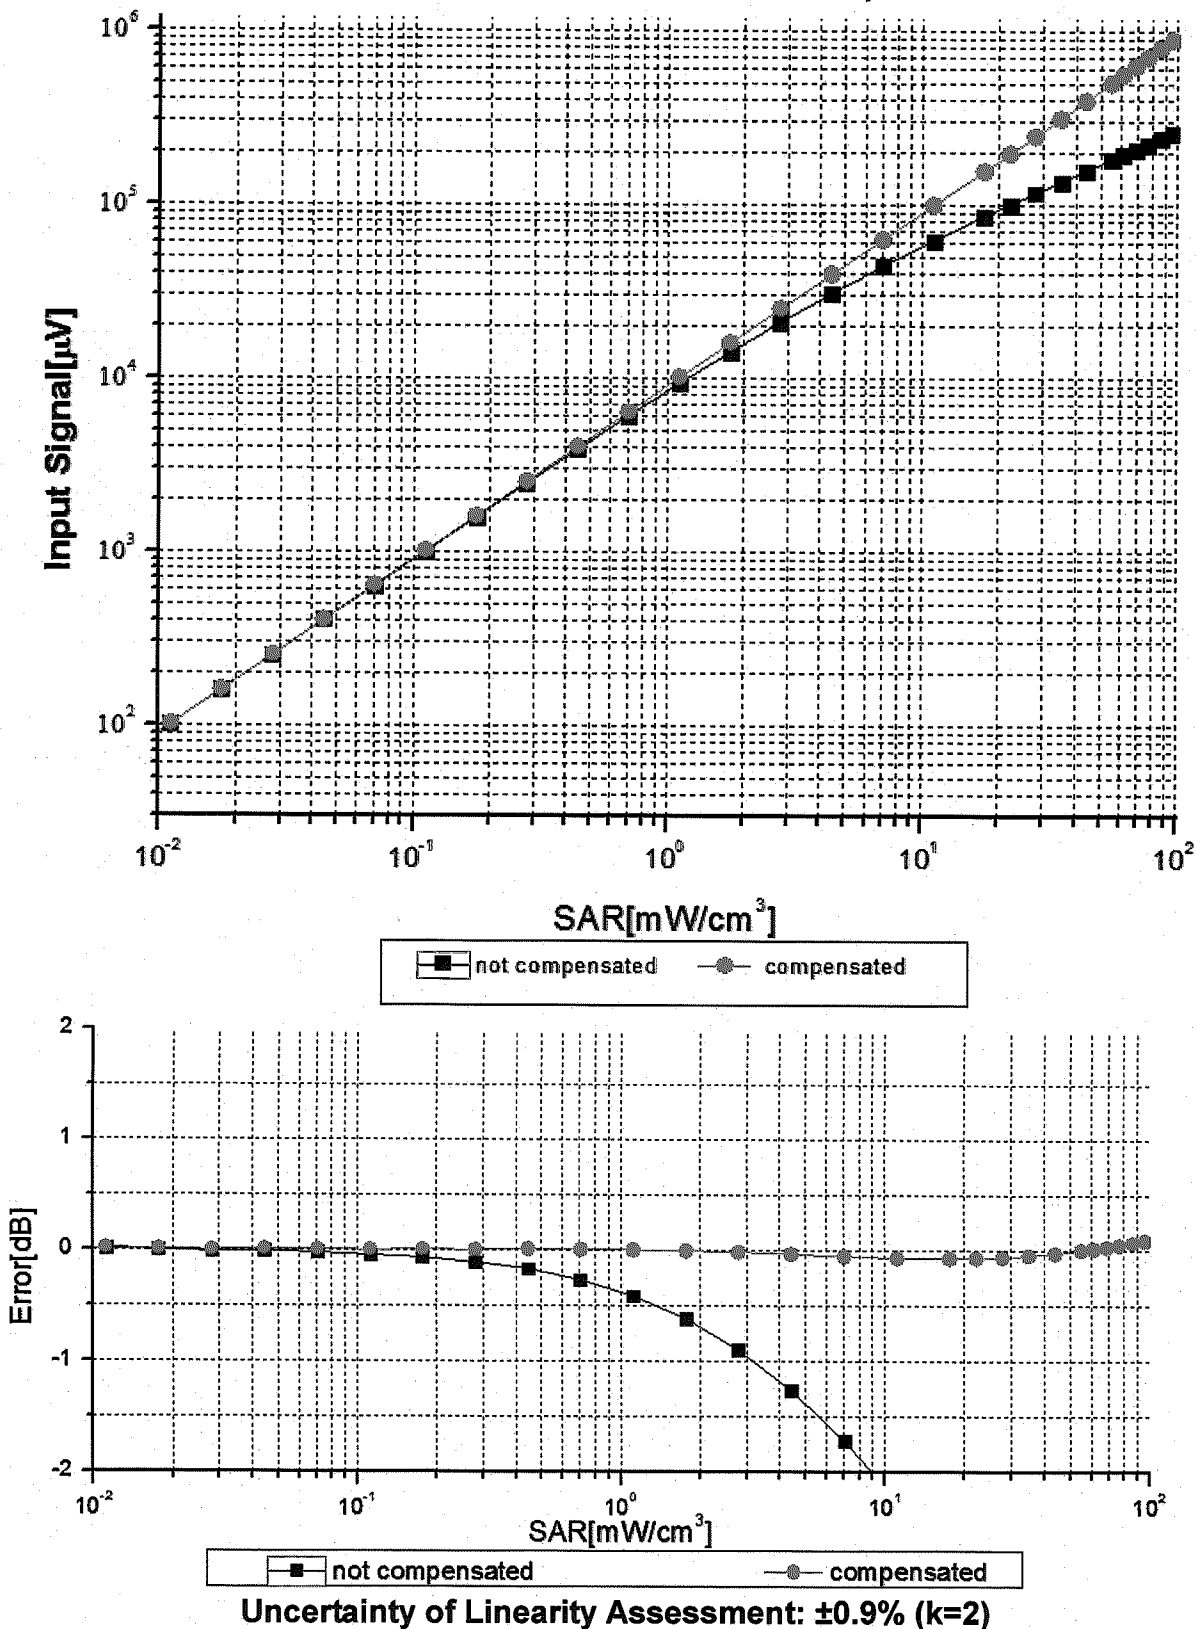 10⁶
10⁵
10⁴
10³
10²
Input Signal[µV]
10⁻² 10⁻¹ 10⁰ 10¹ 10²
SAR[mW/cm³]
not compensated compensated
2
1
0
-1
-2
Error[dB]
10⁻² 10⁻¹ 10⁰ 10¹ 10²
SAR[mW/cm³]
not compensated compensated
Uncertainty of Linearity Assessment: ±0.9% (k=2)